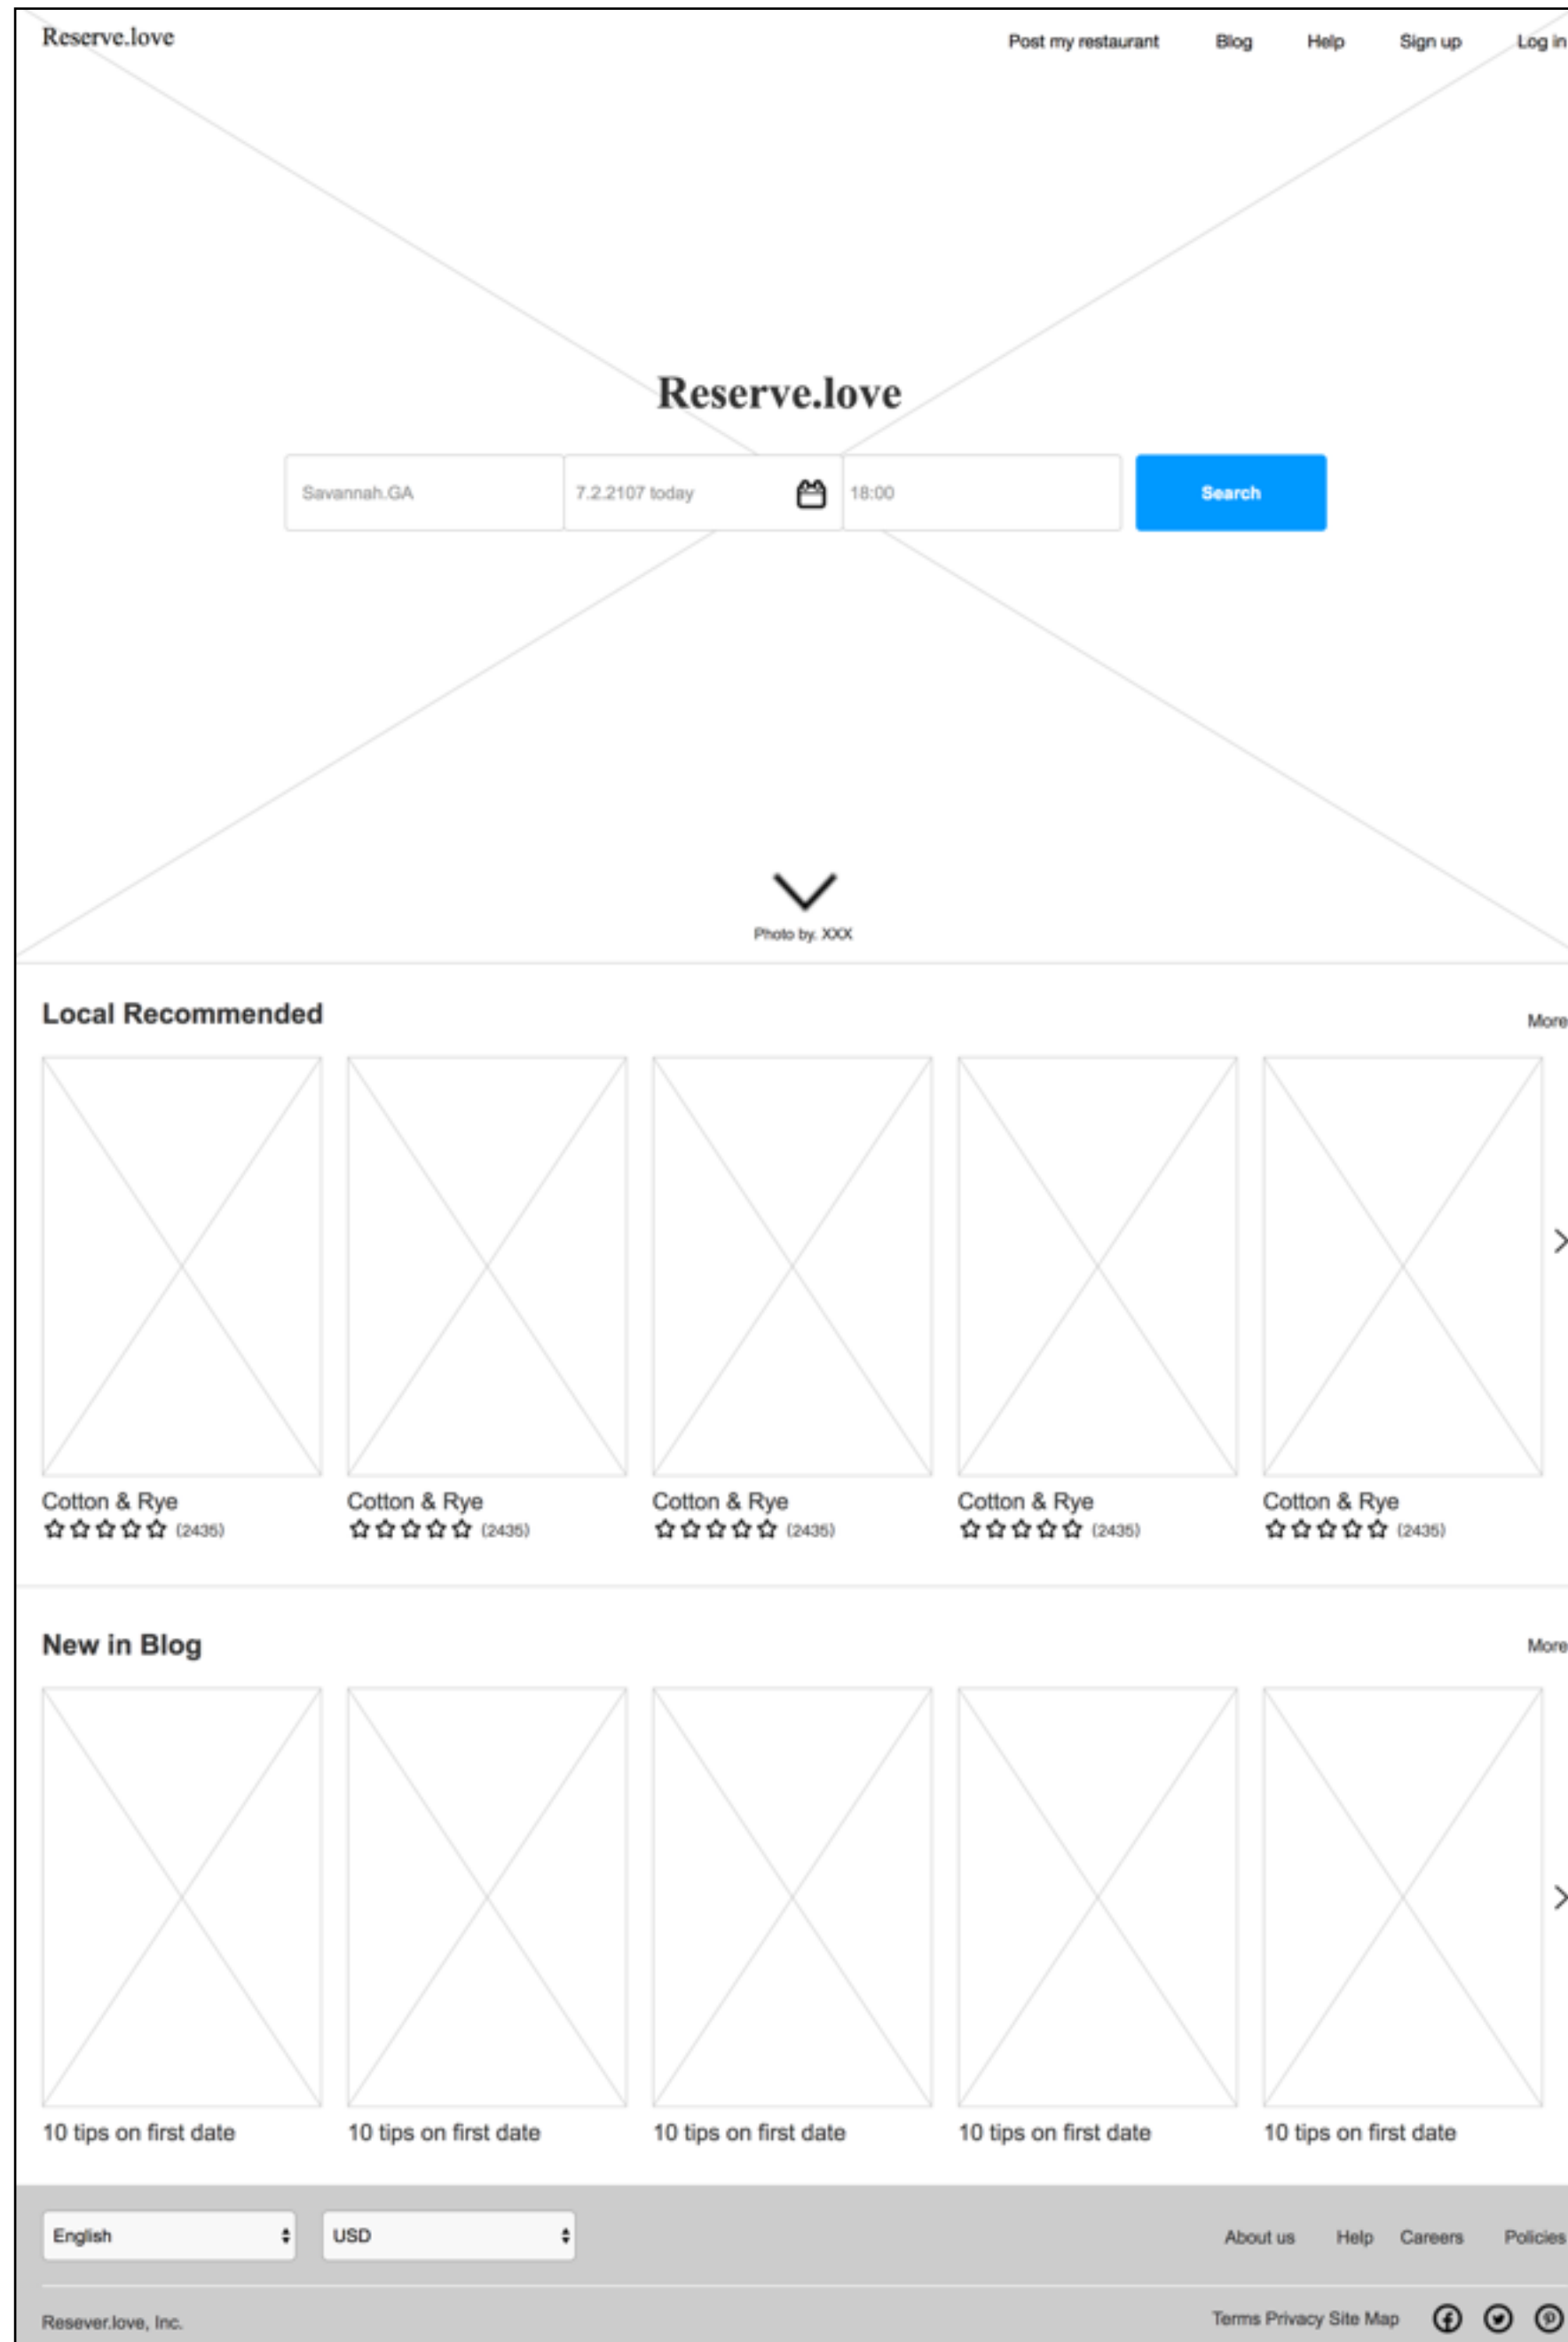 Reserve.love
Post my restaurant Blog Help Sign up Log in
Reserve.love
Savannah.GA 7.2.2107 today 18:00 Search
Photo by. XXX
Local Recommended More
Cotton & Rye Cotton & Rye Cotton & Rye Cotton & Rye Cotton & Rye
(2435) (2435) (2435) (2435) (2435)
New in Blog More
10 tips on first date 10 tips on first date 10 tips on first date 10 tips on first date 10 tips on first date
English USD About us Help Careers Policies
Resever.love, Inc. Terms Privacy Site Map